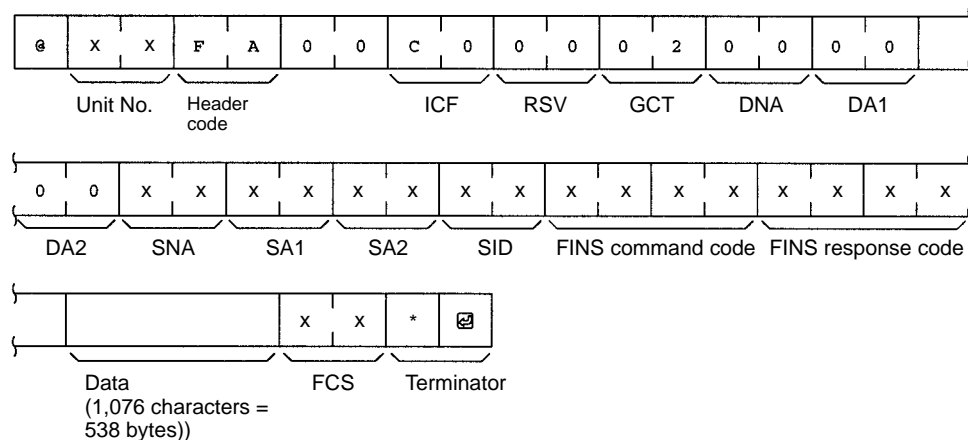 @ X X F A 0 0 C 0 0 0 0 2 0 0 0 0
Unit No. Header code ICF RSV GCT DNA DA1
0 0 X X X X X X X X X X X X X X X X
DA2 SNA SA1 SA2 SID FINS command code FINS response code
X X * ↵
Data FCS Terminator
(1,076 characters =
538 bytes))